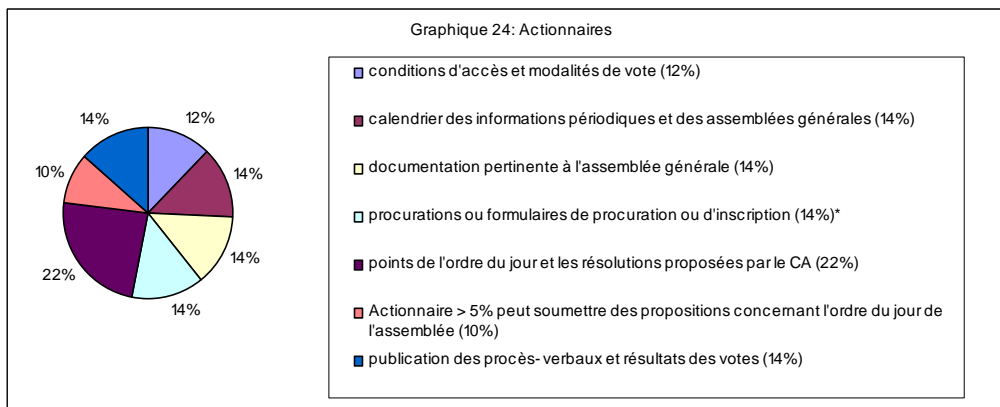 Graphique 24: Actionnaires
14%
12%
10%
14%
22%
14%
14%
conditions d'accès et modalités de vote (12%)
calendrier des informations périodiques et des assemblées générales (14%)
documentation pertinente à l'assemblée générale (14%)
procurations ou formulaires de procuration ou d'inscription (14%)*
points de l'ordre du jour et les résolutions proposées par le CA (22%)
Actionnaire > 5% peut soumettre des propositions concernant l'ordre du jour de
l'assemblée (10%)
publication des procès- verbaux et résultats des votes (14%)